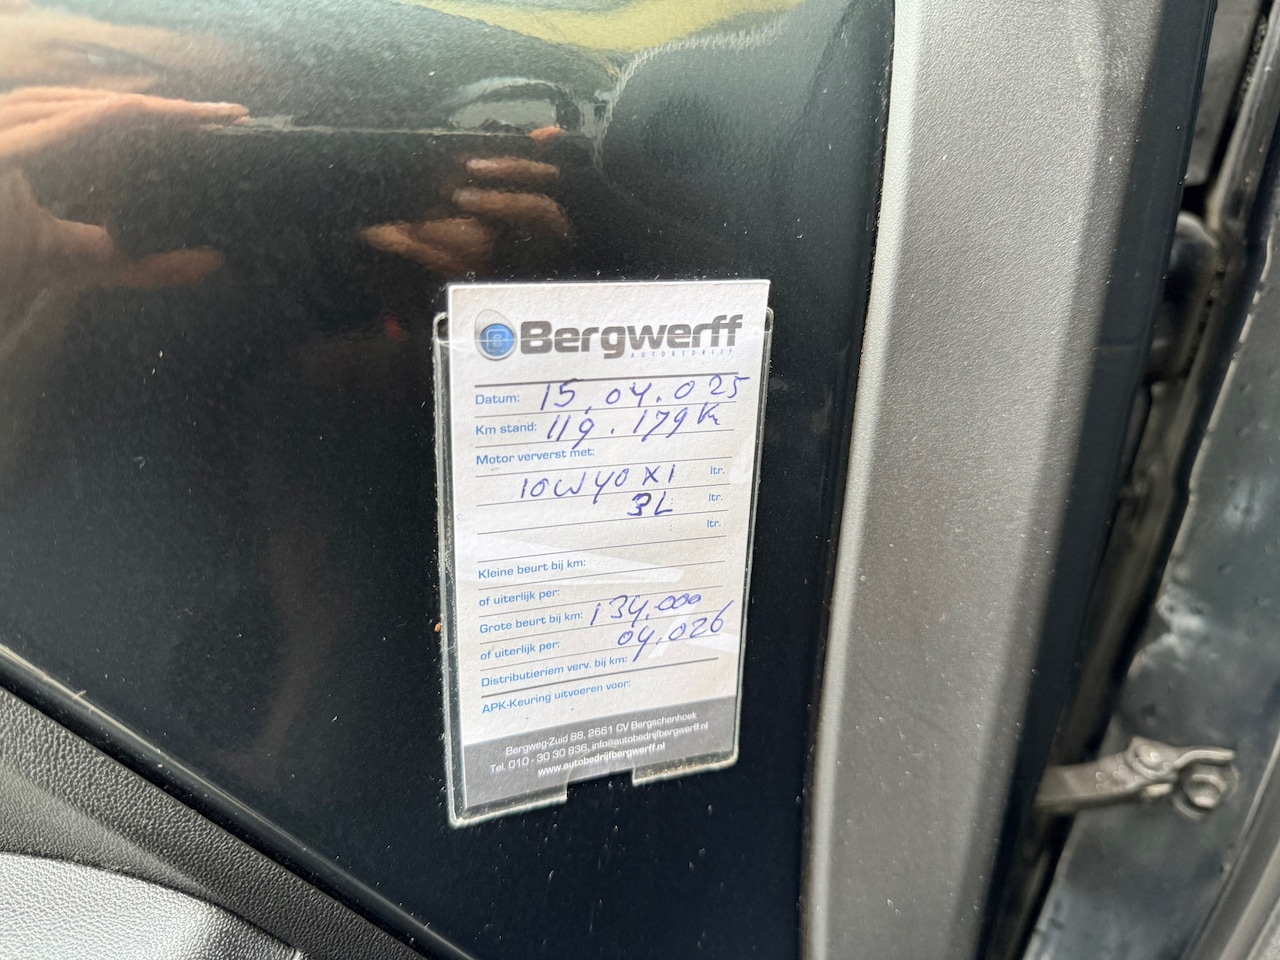 B Bergwerff
AUTOBEDRIJF
Datum: 15.04.025
Km stand: 119.179 Km
Motor ververst met:
10W40 X1 ltr.
3L ltr.
ltr.
Kleine beurt bij km:
of uiterlijk per:
Grote beurt bij km: 134.000
of uiterlijk per: 04.026
Distributieriem verv. bij km:
APK-Keuring uitvoeren voor:
Bergweg-Zuid 88, 2661 CV Bergschenhoek
Tel. 010 - 30 30 836, info@autobedrijfbergwerff.nl
www.autobedrijfbergwerff.nl